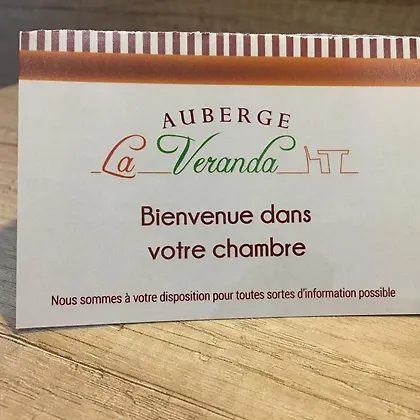 AUBERGE
La Veranda
Bienvenue dans
votre chambre
Nous sommes à votre disposition pour toutes sortes d'information possible